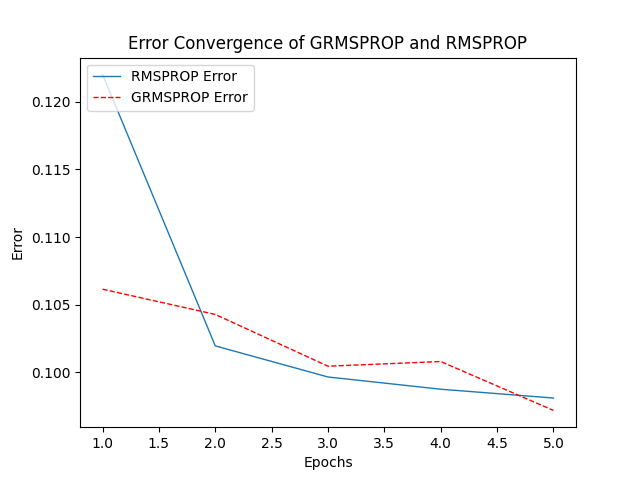 Error Convergence of GRMSPROP and RMSPROP
RMSPROP Error
GRMSPROP Error
0.120
0.115
0.110
0.105
0.100
Error
1.0 1.5 2.0 2.5 3.0 3.5 4.0 4.5 5.0
Epochs